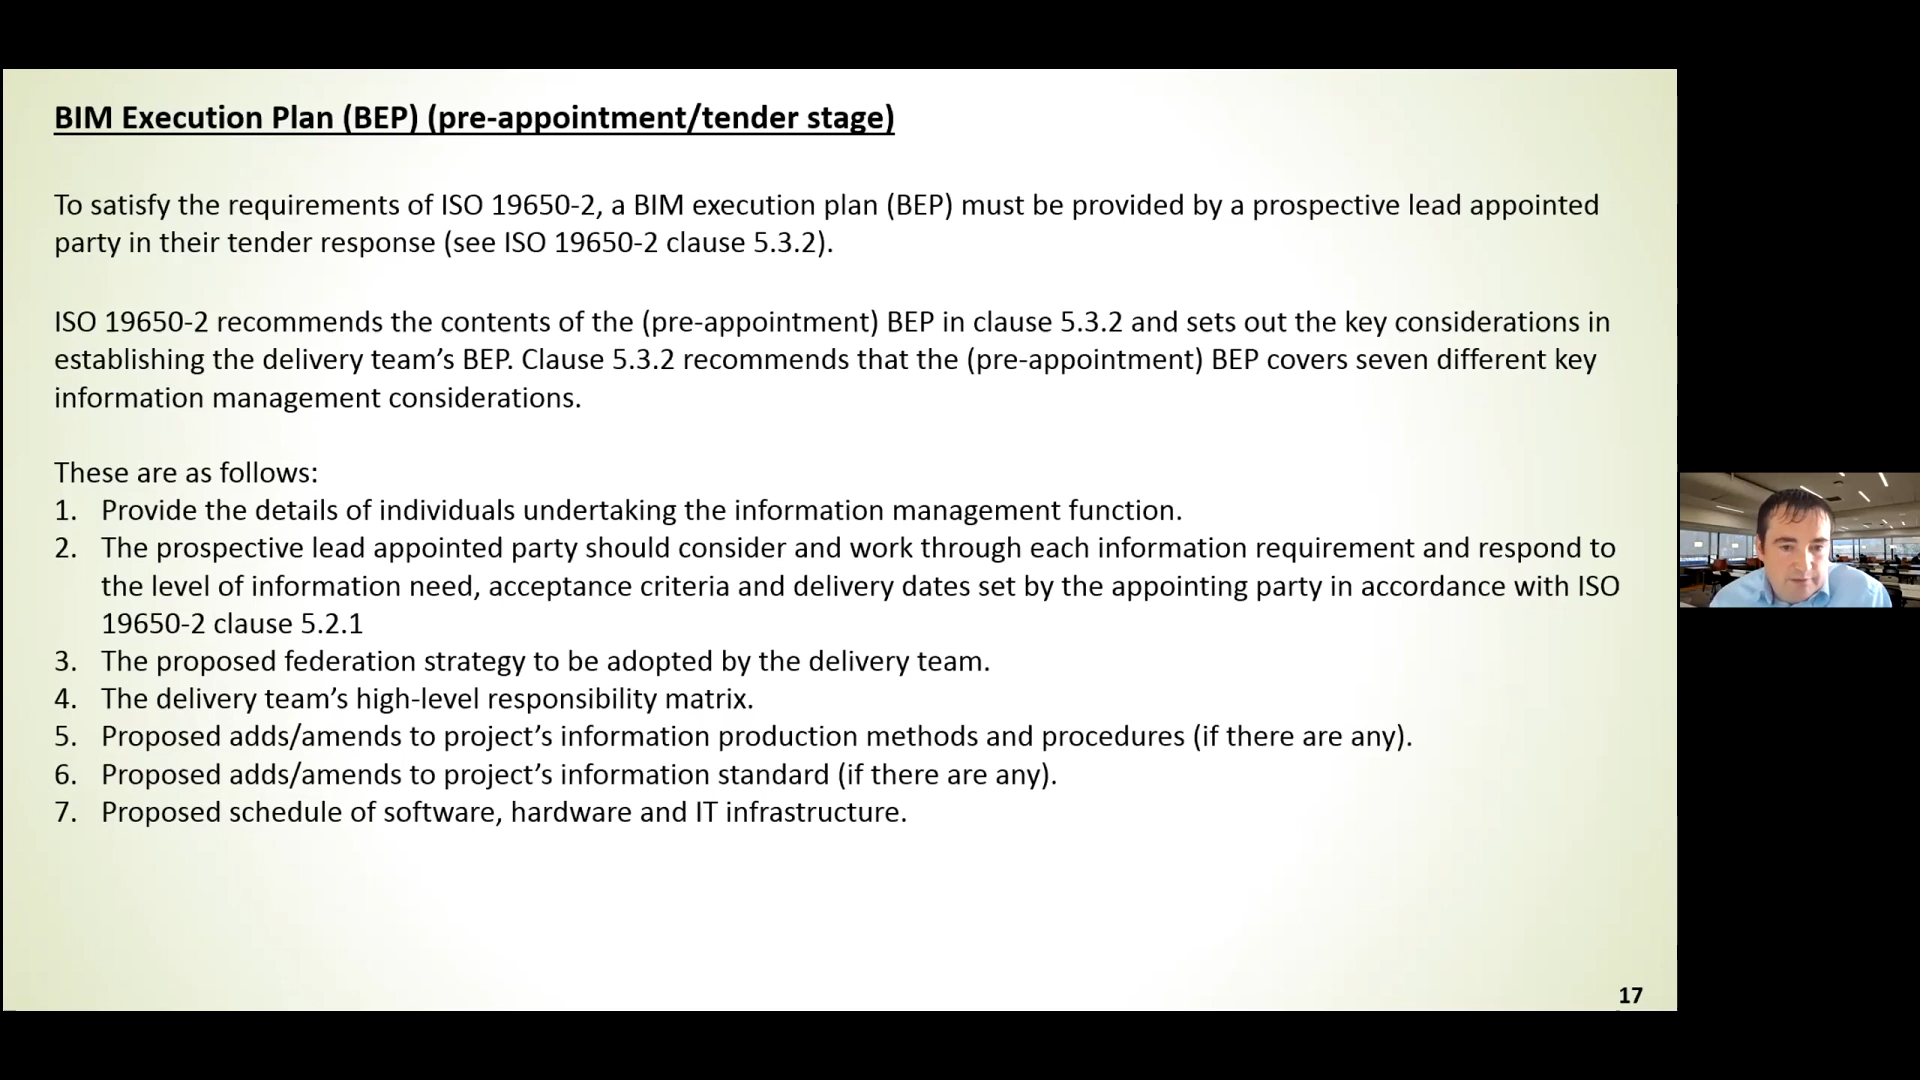 BIM Execution Plan (BEP) (pre-appointment/tender stage)
To satisfy the requirements of ISO 19650-2, a BIM execution plan (BEP) must be provided by a prospective lead appointed
party in their tender response (see ISO 19650-2 clause 5.3.2).
ISO 19650-2 recommends the contents of the (pre-appointment) BEP in clause 5.3.2 and sets out the key considerations in
establishing the delivery team’s BEP. Clause 5.3.2 recommends that the (pre-appointment) BEP covers seven different key
information management considerations.
These are as follows:
1. Provide the details of individuals undertaking the information management function.
2. The prospective lead appointed party should consider and work through each information requirement and respond to
the level of information need, acceptance criteria and delivery dates set by the appointing party in accordance with ISO
19650-2 clause 5.2.1
3. The proposed federation strategy to be adopted by the delivery team.
4. The delivery team’s high-level responsibility matrix.
5. Proposed adds/amends to project’s information production methods and procedures (if there are any).
6. Proposed adds/amends to project’s information standard (if there are any).
7. Proposed schedule of software, hardware and IT infrastructure.
17